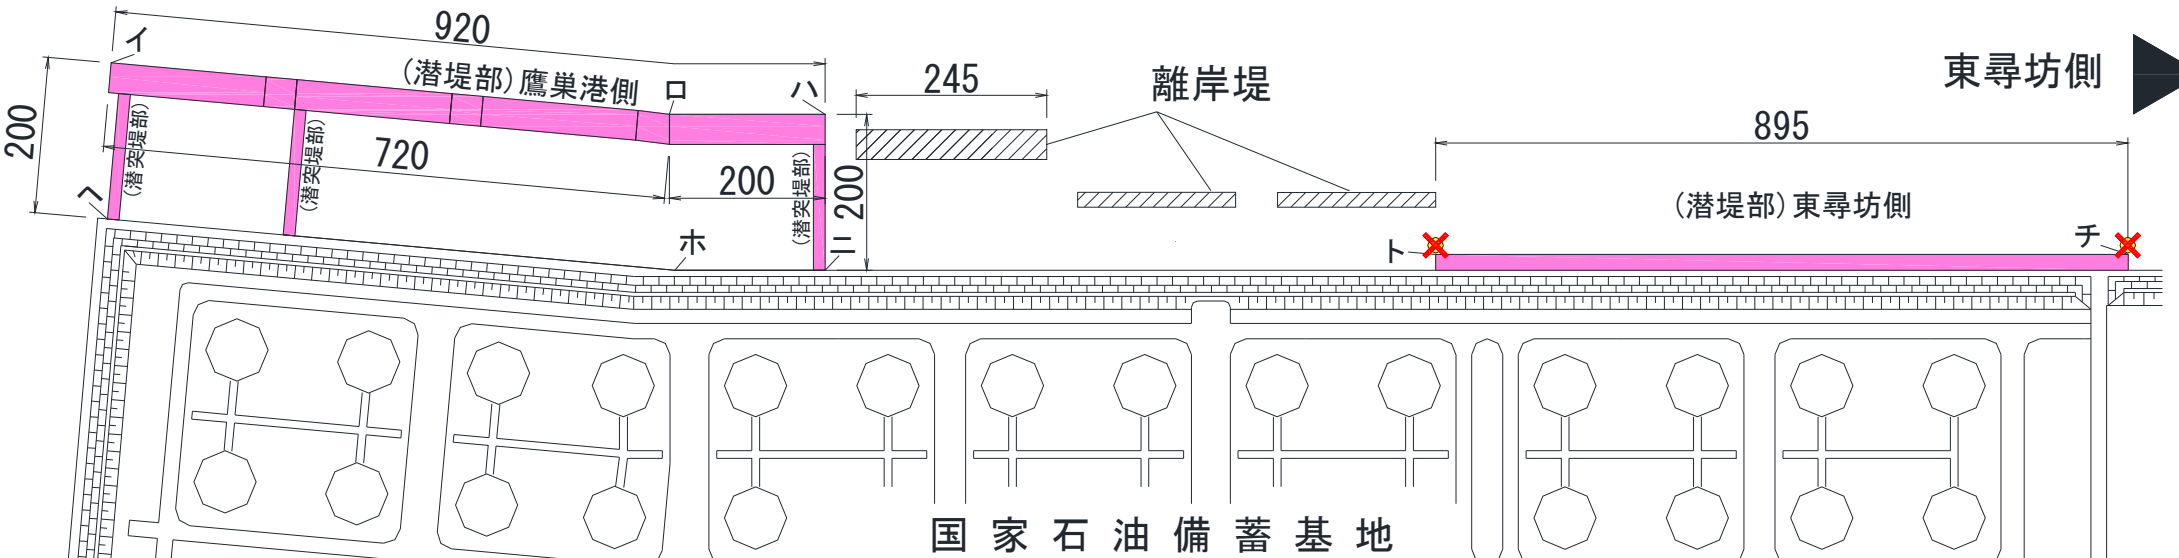 920
イ
(潜堤部)鷹巣港側
ロ
ハ
200
(潜突堤部)
(潜突堤部)
720
200
(潜突堤部)
200
ヘ
ホ
ニ
245
離岸堤
東尋坊側
895
(潜堤部)東尋坊側
ト
チ
国家石油備蓄基地